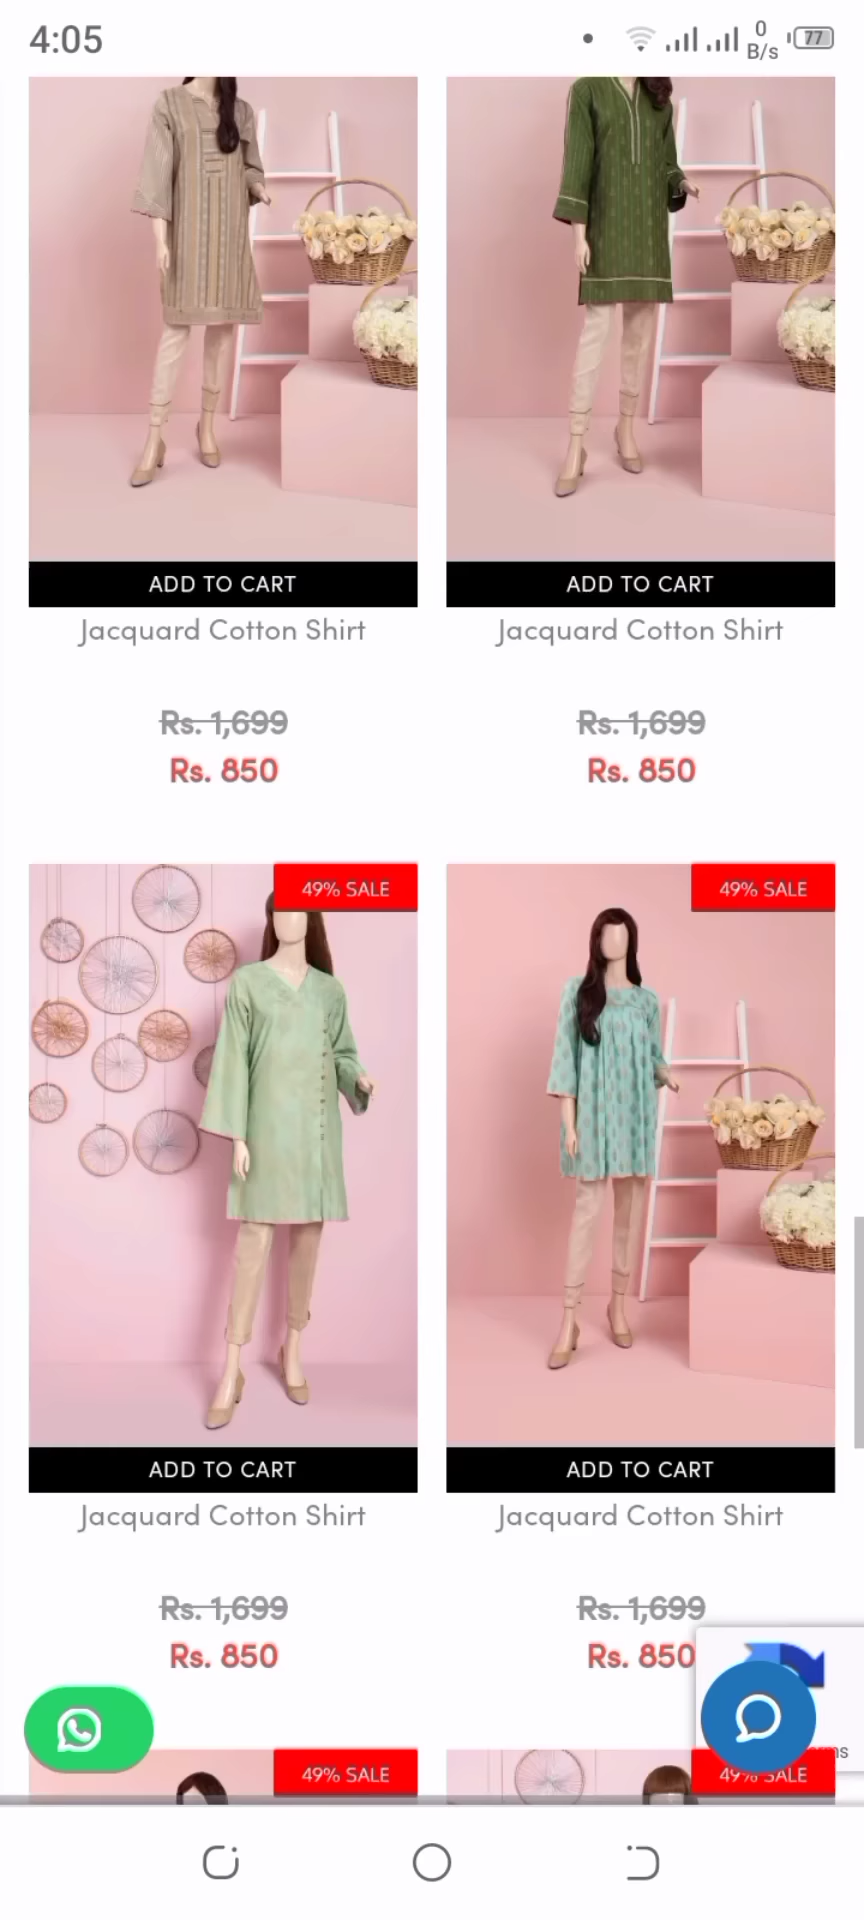 4:05
0
B/s
77
ADD TO CART
ADD TO CART
Jacquard Cotton Shirt
Jacquard Cotton Shirt
Rs. 1,699
Rs. 1,699
Rs. 850
Rs. 850
49% SALE
49% SALE
ADD TO CART
ADD TO CART
Jacquard Cotton Shirt
Jacquard Cotton Shirt
Rs. 1,699
Rs. 1,699
Rs. 850
Rs. 850
49% SALE
49% SALE